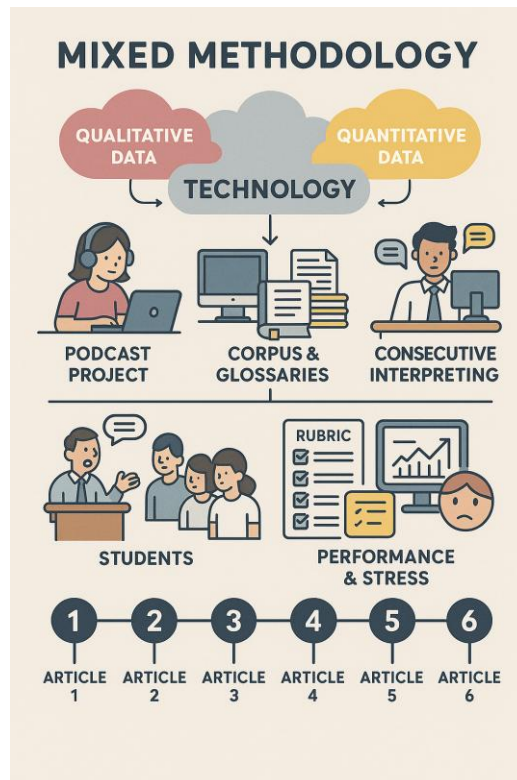 MIXED METHODOLOGY
QUALITATIVE
DATA
QUANTITATIVE
DATA
TECHNOLOGY
PODCAST
PROJECT
CORPUS &
GLOSSARIES
CONSECUTIVE
INTERPRETING
STUDENTS
RUBRIC
PERFORMANCE
& STRESS
1 2 3 4 5 6
ARTICLE
1
ARTICLE
2
ARTICLE
3
ARTICLE
4
ARTICLE
5
ARTICLE
6